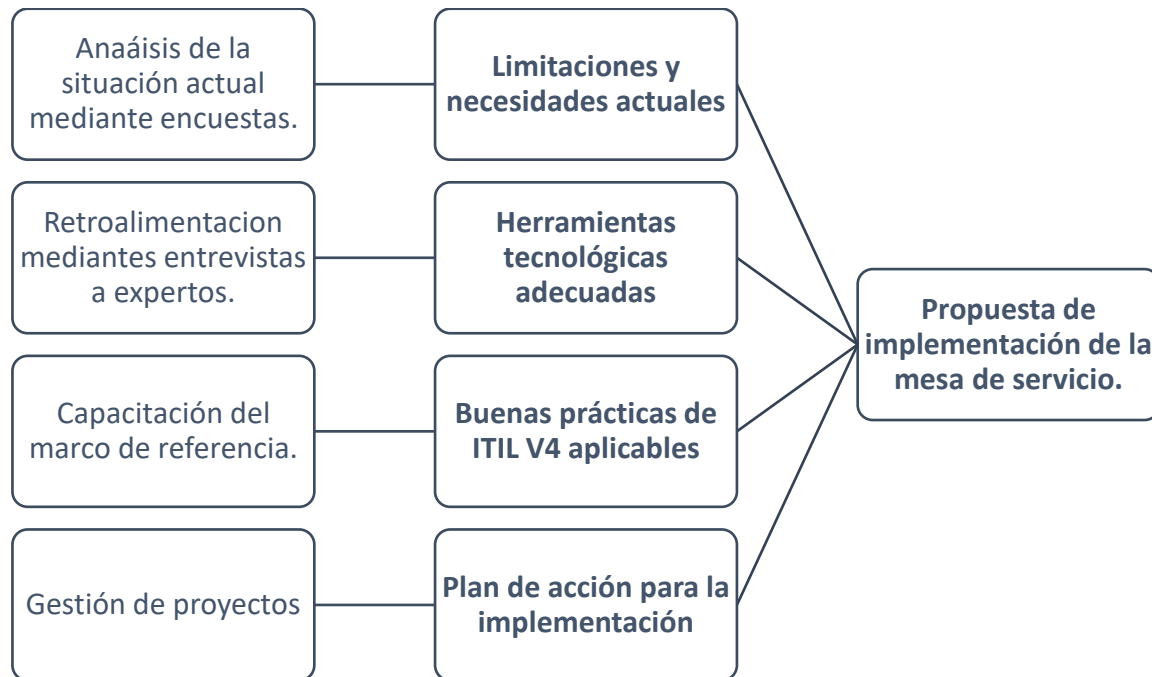 Anaáisis de la
situación actual
mediante encuestas.
Limitaciones y
necesidades actuales
Retroalimentacion
mediantes entrevistas
a expertos.
Herramientas
tecnológicas
adecuadas
Propuesta de
implementación de la
mesa de servicio.
Capacitación del
marco de referencia.
Buenas prácticas de
ITIL V4 aplicables
Gestión de proyectos
Plan de acción para la
implementación